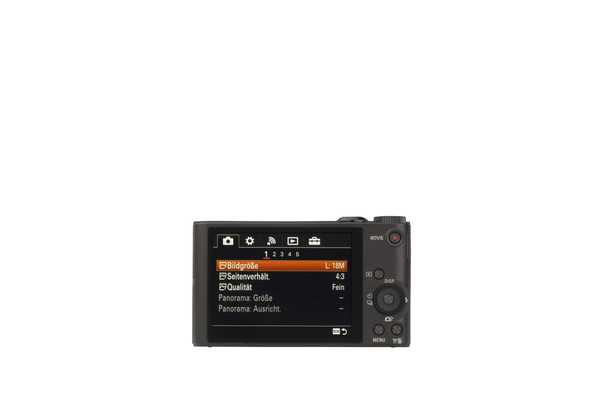 1 2 3 4 5
Bildgröße L: 18M
Seitenverhält. 4:3
Qualität Fein
Panorama: Größe –
Panorama: Ausricht. –
MOVIE
DISP
MENU